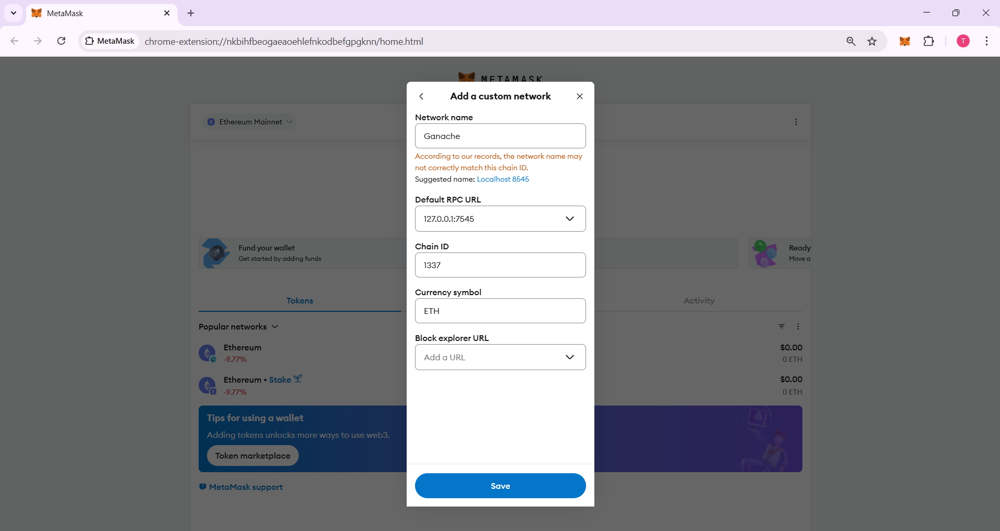 MetaMask
MetaMask
chrome-extension://nkbihfbeogaeaoehlefnkodbefgpgknn/home.html
T
METAMASK
Add a custom network
Ethereum Mainnet
Network name
Ganache
According to our records, the network name may
not correctly match this chain ID.
Suggested name: Localhost 8545
Default RPC URL
127.0.0.1:7545
Chain ID
1337
Currency symbol
ETH
Block explorer URL
Add a URL
Save
Fund your wallet
Get started by adding funds
Ready
Move a
Tokens
Activity
Popular networks
Ethereum
-9.77%
$0.00
0 ETH
Ethereum • Stake
-9.77%
$0.00
0 ETH
Tips for using a wallet
Adding tokens unlocks more ways to use web3.
Token marketplace
MetaMask support